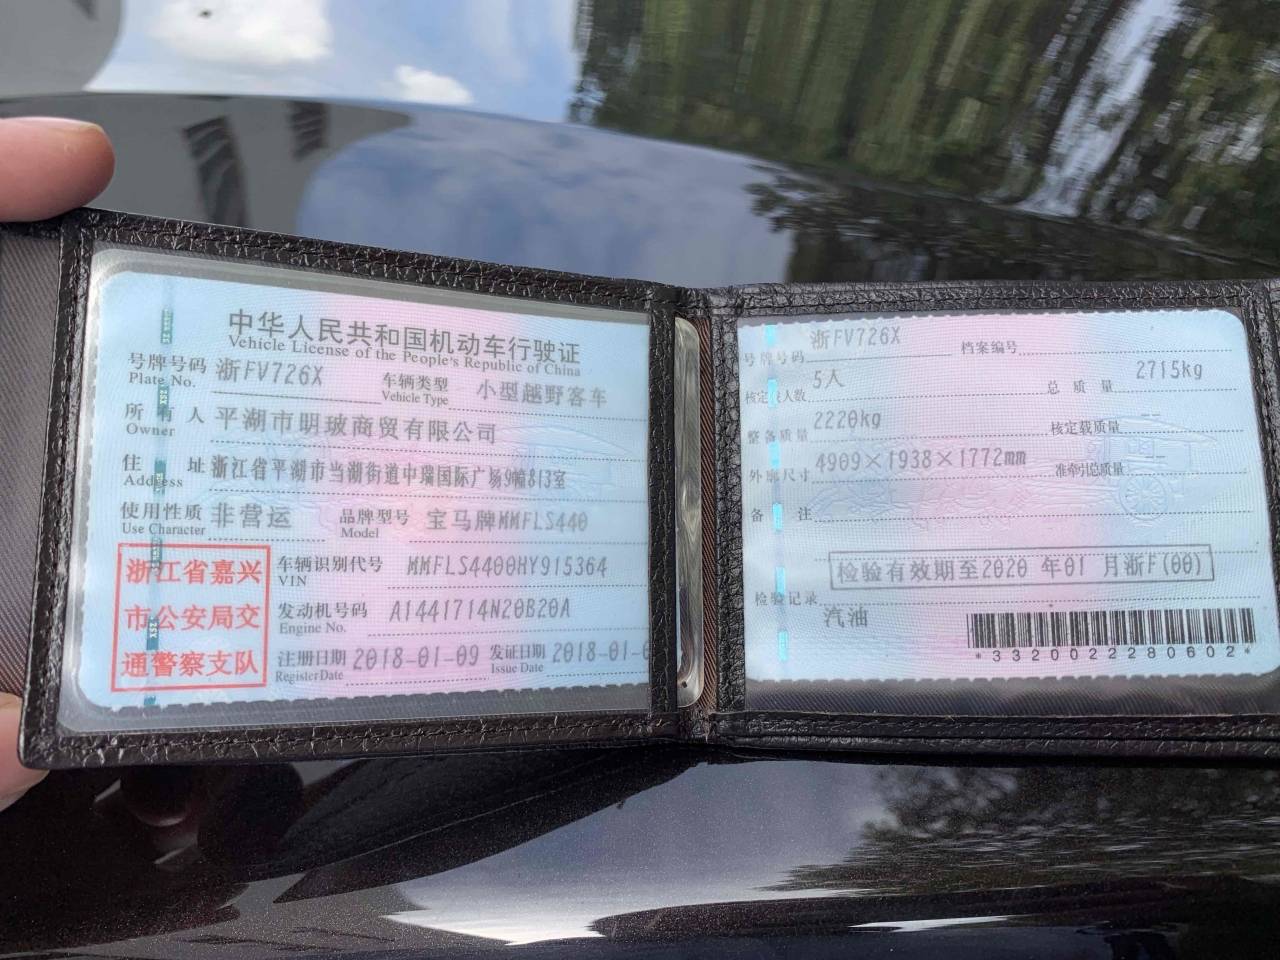 中华人民共和国机动车行驶证
Vehicle License of the People's Republic of China
号牌号码 浙FV726X 车辆类型 小型越野客车
Plate No. Vehicle Type
所有人 平湖市明玻商贸有限公司
Owner
住址 浙江省平湖市当湖街道中瑞国际广场9幢813室
Address
使用性质 非营运 品牌型号 宝马牌WMFLS440
Use Character Model
浙江省嘉兴
市公安局交
通警察支队
车辆识别代号 WMFLS4400HY915364
VIN
发动机号码 A1441714N20B20A
Engine No.
注册日期 2018-01-09 发证日期 2018-01-
Register Date Issue Date
号牌号码 浙FV726X 档案编号
核定载人数 5人 总质量 2715kg
整备质量 2220kg 核定载质量 --
外廓尺寸 4909×1938×1772mm 准牵引总质量 --
备注
检验有效期至2020 年01 月浙F(00)
检验记录
汽油
*3320022280602*